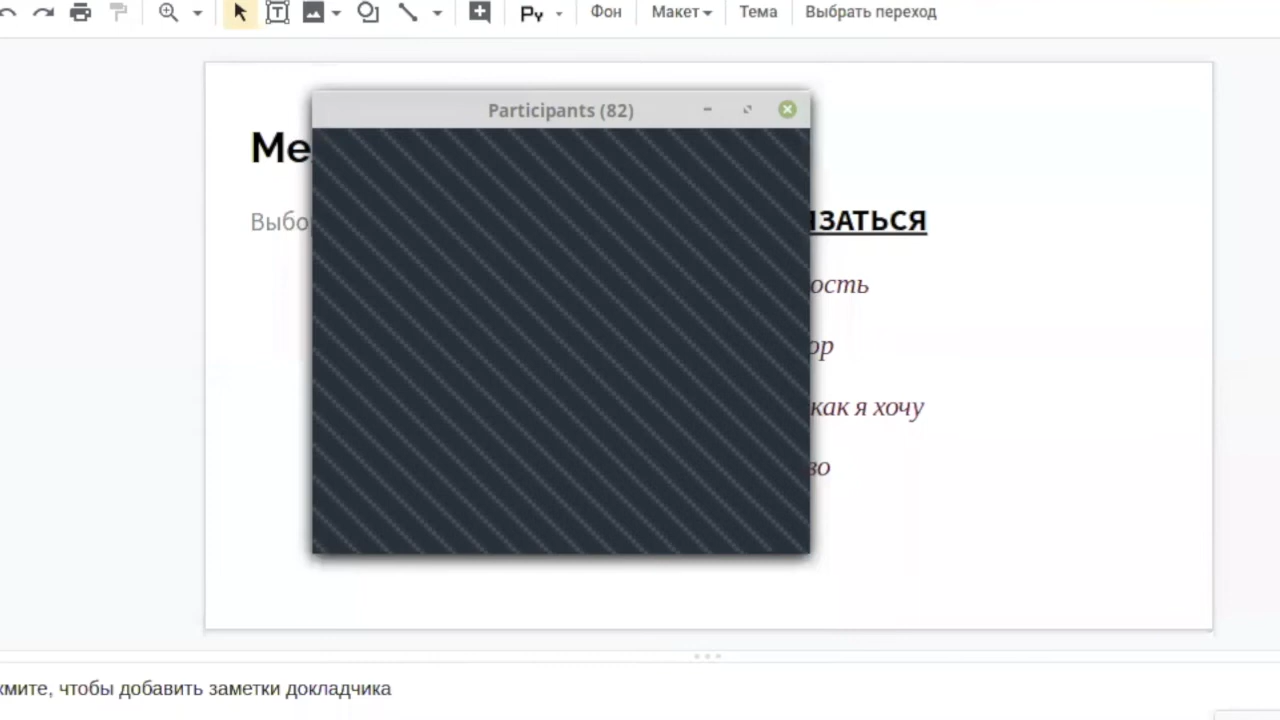 Фон Макет Тема Выбрать переход
Participants (82)
Ме
Выбо
ЗАТЬСЯ
ость
ор
как я хочу
во
мите, чтобы добавить заметки докладчика